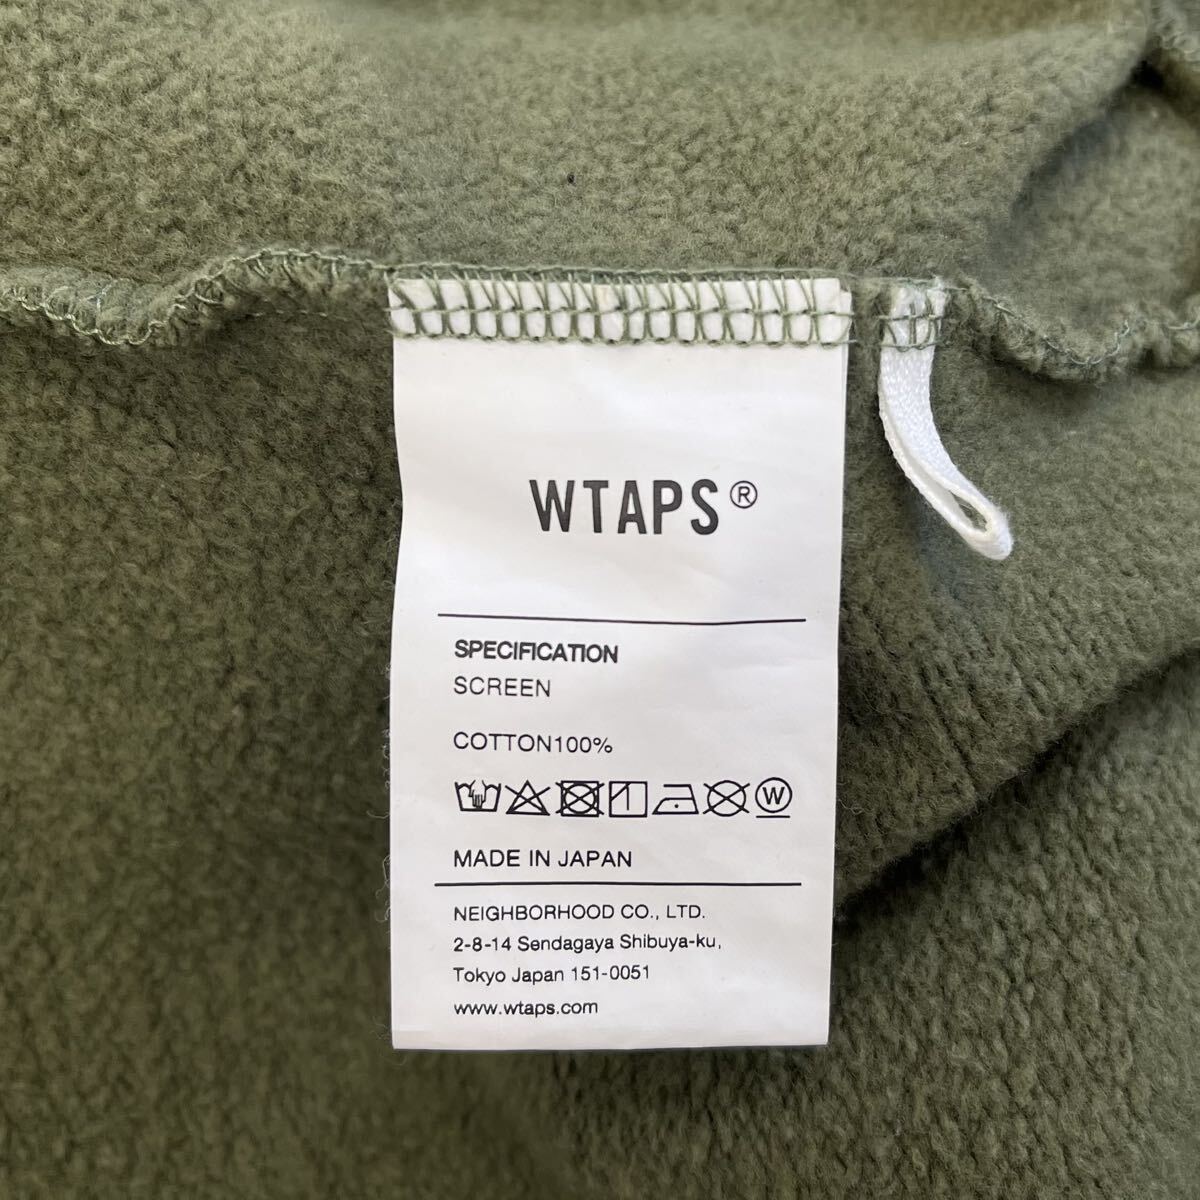 WTAPS®
SPECIFICATION
SCREEN
COTTON100%
W
MADE IN JAPAN
NEIGHBORHOOD CO., LTD.
2-8-14 Sendagaya Shibuya-ku,
Tokyo Japan 151-0051
www.wtaps.com